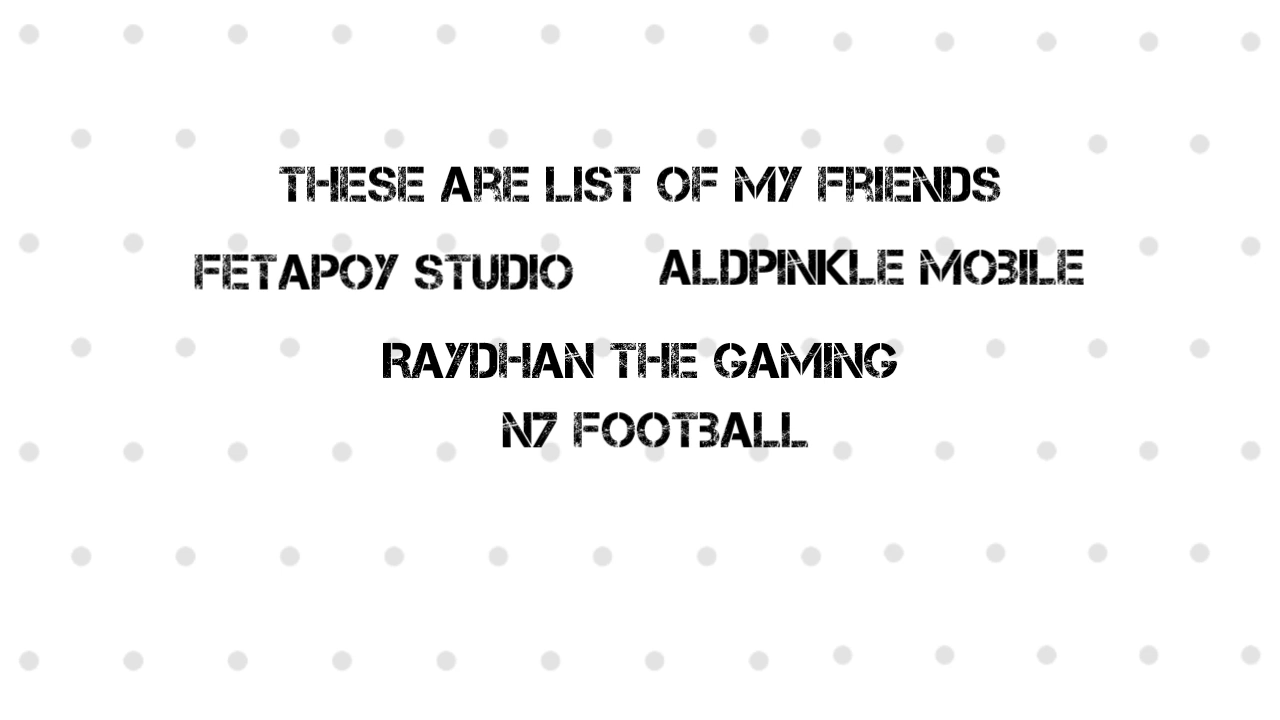 THESE ARE LIST OF MY FRIENDS
FETAPOY STUDIO
ALDPINKLE MOBILE
RAYDHAN THE GAMING
N7 FOOTBALL